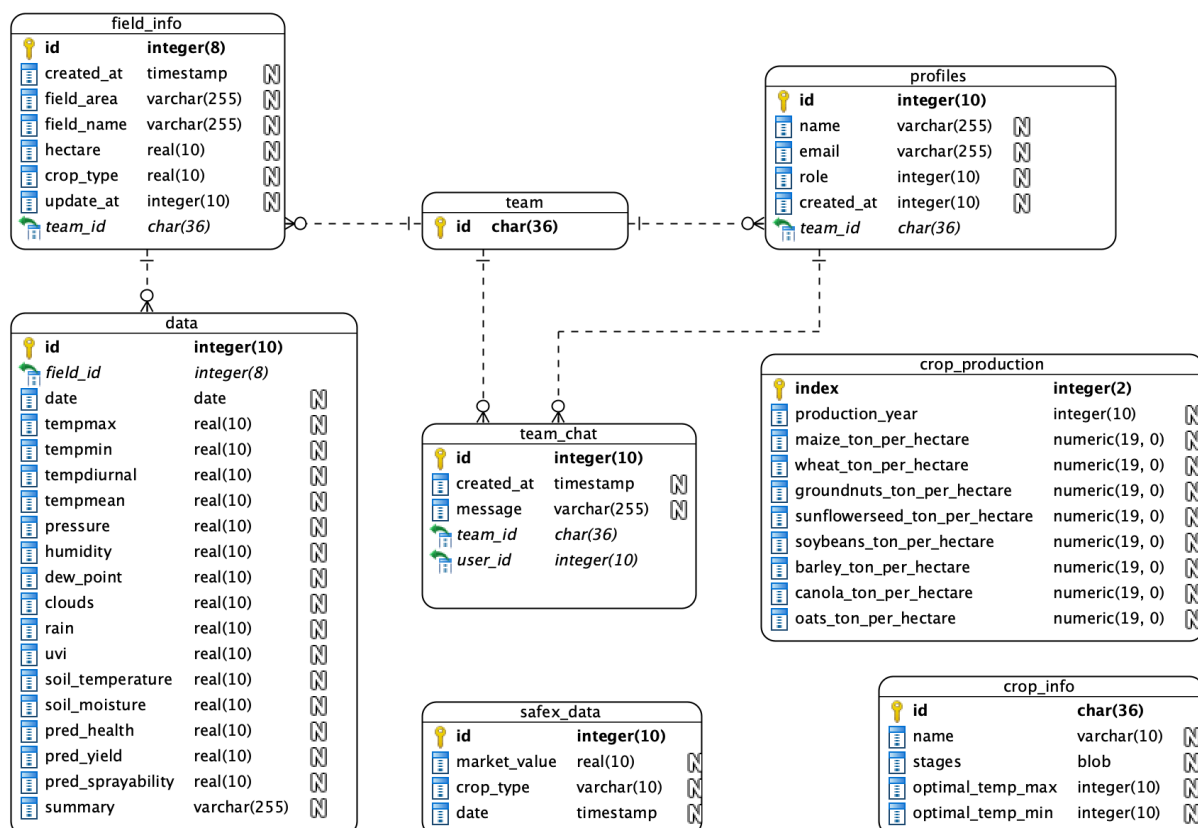 field_info
id integer(8)
created_at timestamp N
field_area varchar(255) N
field_name varchar(255) N
hectare real(10) N
crop_type real(10) N
update_at integer(10) N
team_id char(36)
team
id char(36)
profiles
id integer(10)
name varchar(255) N
email varchar(255) N
role integer(10) N
created_at integer(10) N
team_id char(36)
data
id integer(10)
field_id integer(8)
date date N
tempmax real(10) N
tempmin real(10) N
tempdiurnal real(10) N
tempmean real(10) N
pressure real(10) N
humidity real(10) N
dew_point real(10) N
clouds real(10) N
rain real(10) N
uvi real(10) N
soil_temperature real(10) N
soil_moisture real(10) N
pred_health real(10) N
pred_yield real(10) N
pred_sprayability real(10) N
summary varchar(255) N
team_chat
id integer(10)
created_at timestamp N
message varchar(255) N
team_id char(36)
user_id integer(10)
crop_production
index integer(2)
production_year integer(10) N
maize_ton_per_hectare numeric(19, 0) N
wheat_ton_per_hectare numeric(19, 0) N
groundnuts_ton_per_hectare numeric(19, 0) N
sunflowerseed_ton_per_hectare numeric(19, 0) N
soybeans_ton_per_hectare numeric(19, 0) N
barley_ton_per_hectare numeric(19, 0) N
canola_ton_per_hectare numeric(19, 0) N
oats_ton_per_hectare numeric(19, 0) N
safex_data
id integer(10)
market_value real(10) N
crop_type varchar(10) N
date timestamp N
crop_info
id char(36)
name varchar(10) N
stages blob N
optimal_temp_max integer(10) N
optimal_temp_min integer(10) N